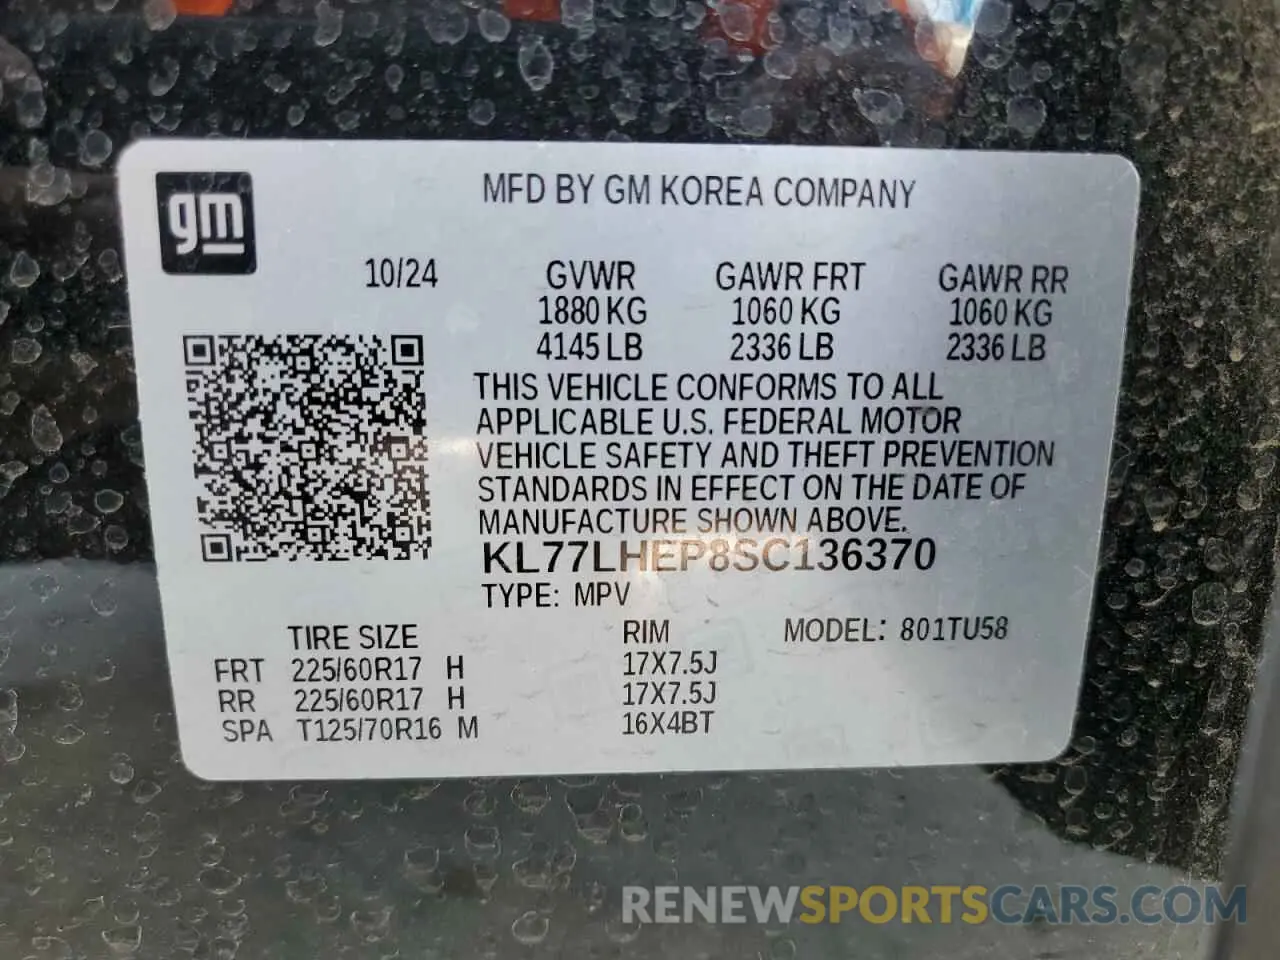 gm
MFD BY GM KOREA COMPANY
10/24 GVWR GAWR FRT GAWR RR
1880 KG 1060 KG 1060 KG
4145 LB 2336 LB 2336 LB
THIS VEHICLE CONFORMS TO ALL
APPLICABLE U.S. FEDERAL MOTOR
VEHICLE SAFETY AND THEFT PREVENTION
STANDARDS IN EFFECT ON THE DATE OF
MANUFACTURE SHOWN ABOVE.
KL77LHEP8SC136370
TYPE: MPV
TIRE SIZE RIM MODEL: 801TU58
FRT 225/60R17 H 17X7.5J
RR 225/60R17 H 17X7.5J
SPA T125/70R16 M 16X4BT
RENEWSPORTSCARS.COM